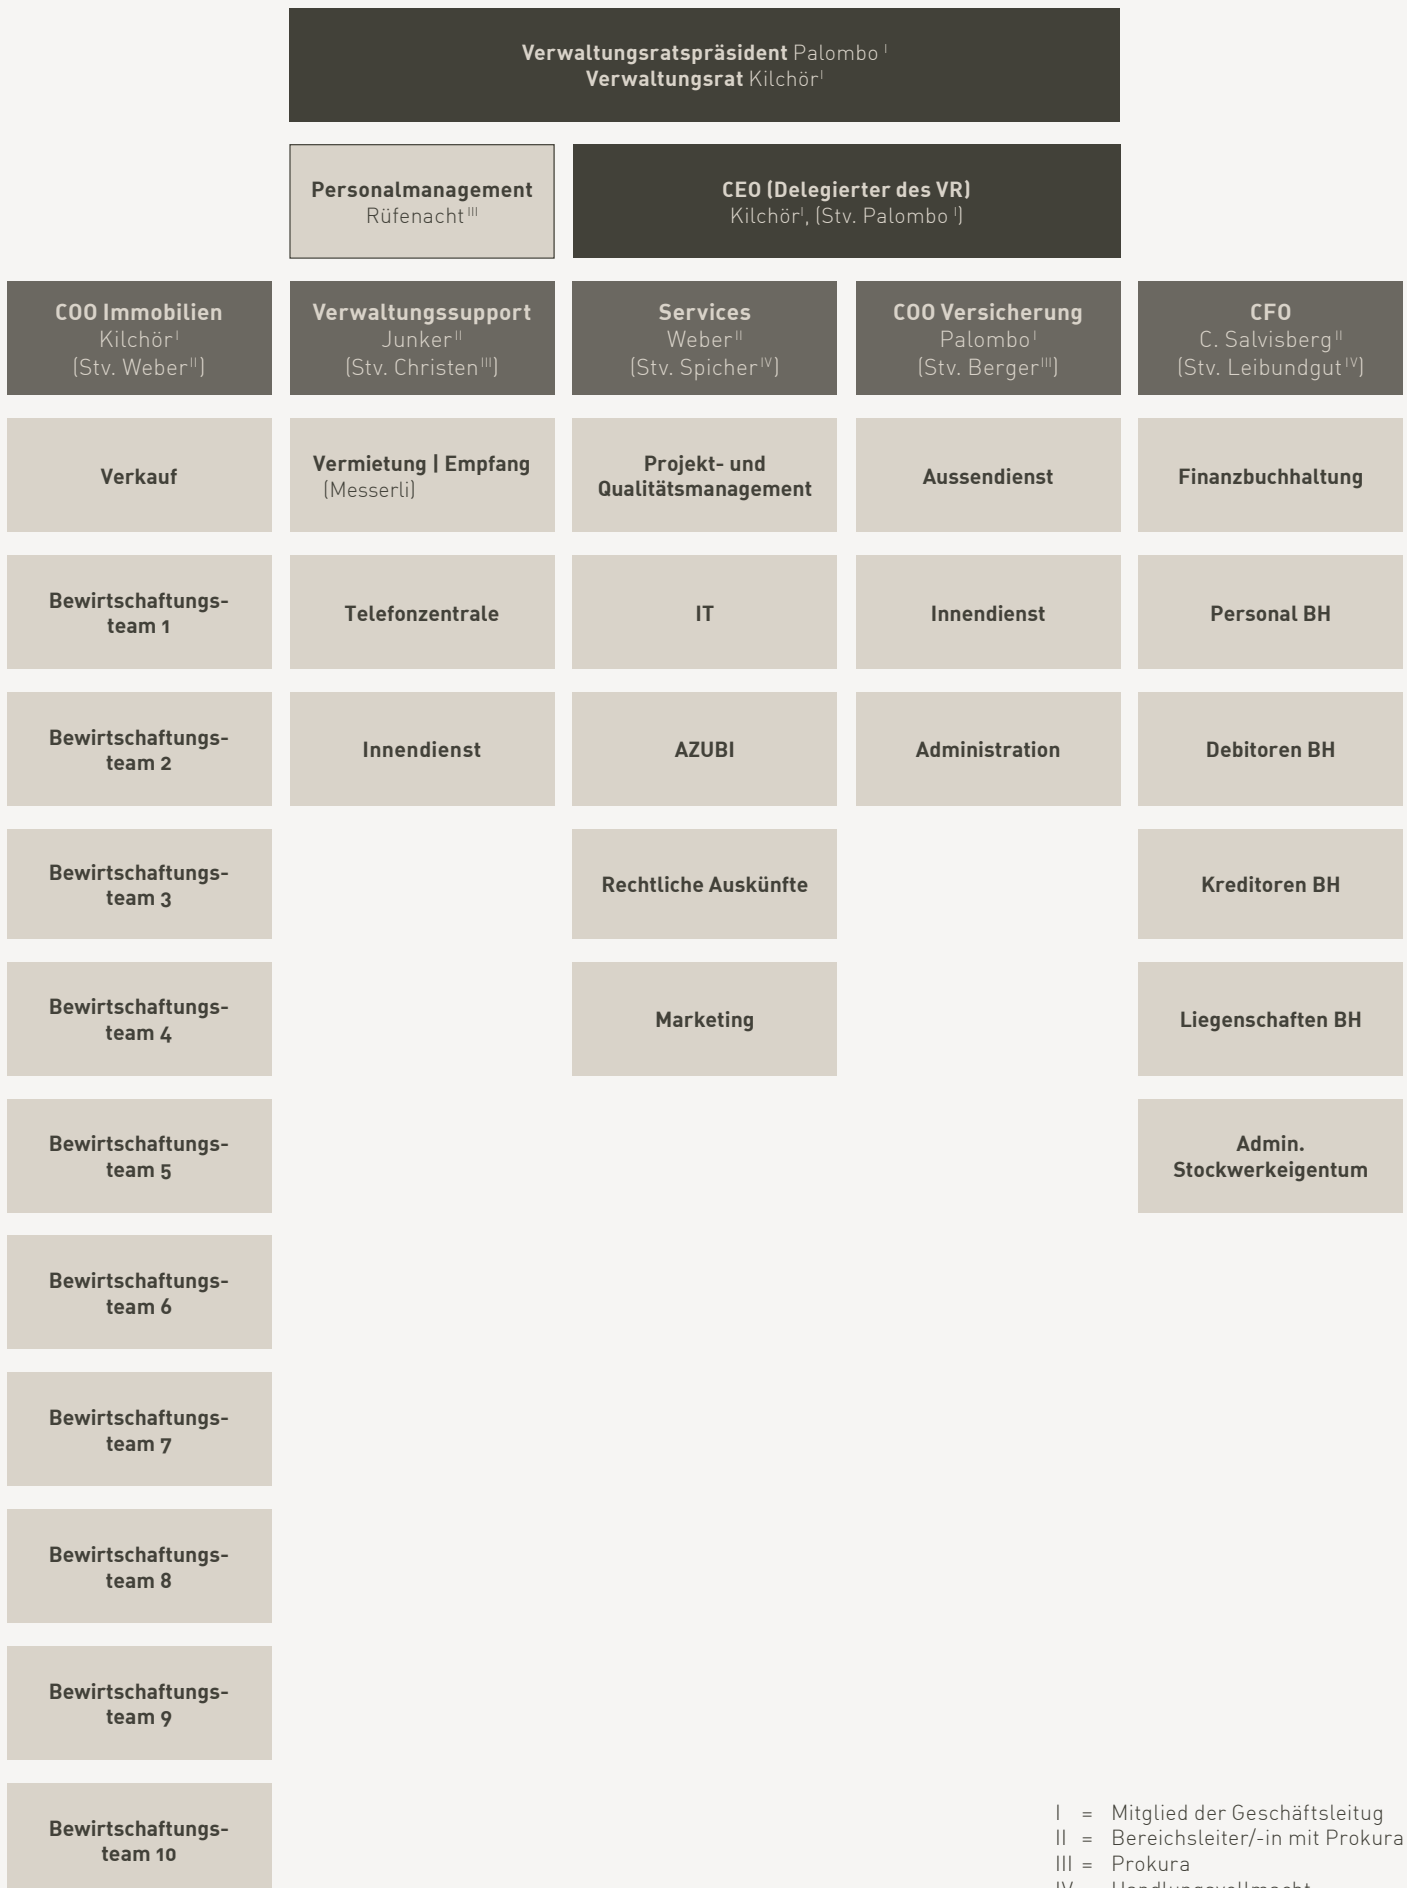 Verwaltungsratspräsident Palombo I
Verwaltungsrat Kilchör I
Personalmanagement
Rüfenacht III
CEO (Delegierter des VR)
Kilchör I, (Stv. Palombo I)
COO Immobilien
Kilchör I
(Stv. Weber II)
Verwaltungssupport
Junker II
(Stv. Christen III)
Services
Weber II
(Stv. Spicher IV)
COO Versicherung
Palombo I
(Stv. Berger III)
CFO
C. Salvisberg II
(Stv. Leibundgut IV)
Verkauf
Vermietung | Empfang
(Messerli)
Projekt- und
Qualitätsmanagement
Aussendienst
Finanzbuchhaltung
Bewirtschaftungs-
team 1
Telefonzentrale
IT
Innendienst
Personal BH
Bewirtschaftungs-
team 2
Innendienst
AZUBI
Administration
Debitoren BH
Bewirtschaftungs-
team 3
Rechtliche Auskünfte
Kreditoren BH
Bewirtschaftungs-
team 4
Marketing
Liegenschaften BH
Bewirtschaftungs-
team 5
Admin.
Stockwerkeigentum
Bewirtschaftungs-
team 6
Bewirtschaftungs-
team 7
Bewirtschaftungs-
team 8
Bewirtschaftungs-
team 9
Bewirtschaftungs-
team 10
I = Mitglied der Geschäftsleitug
II = Bereichsleiter/-in mit Prokura
III = Prokura
IV = Handlungsvollmacht